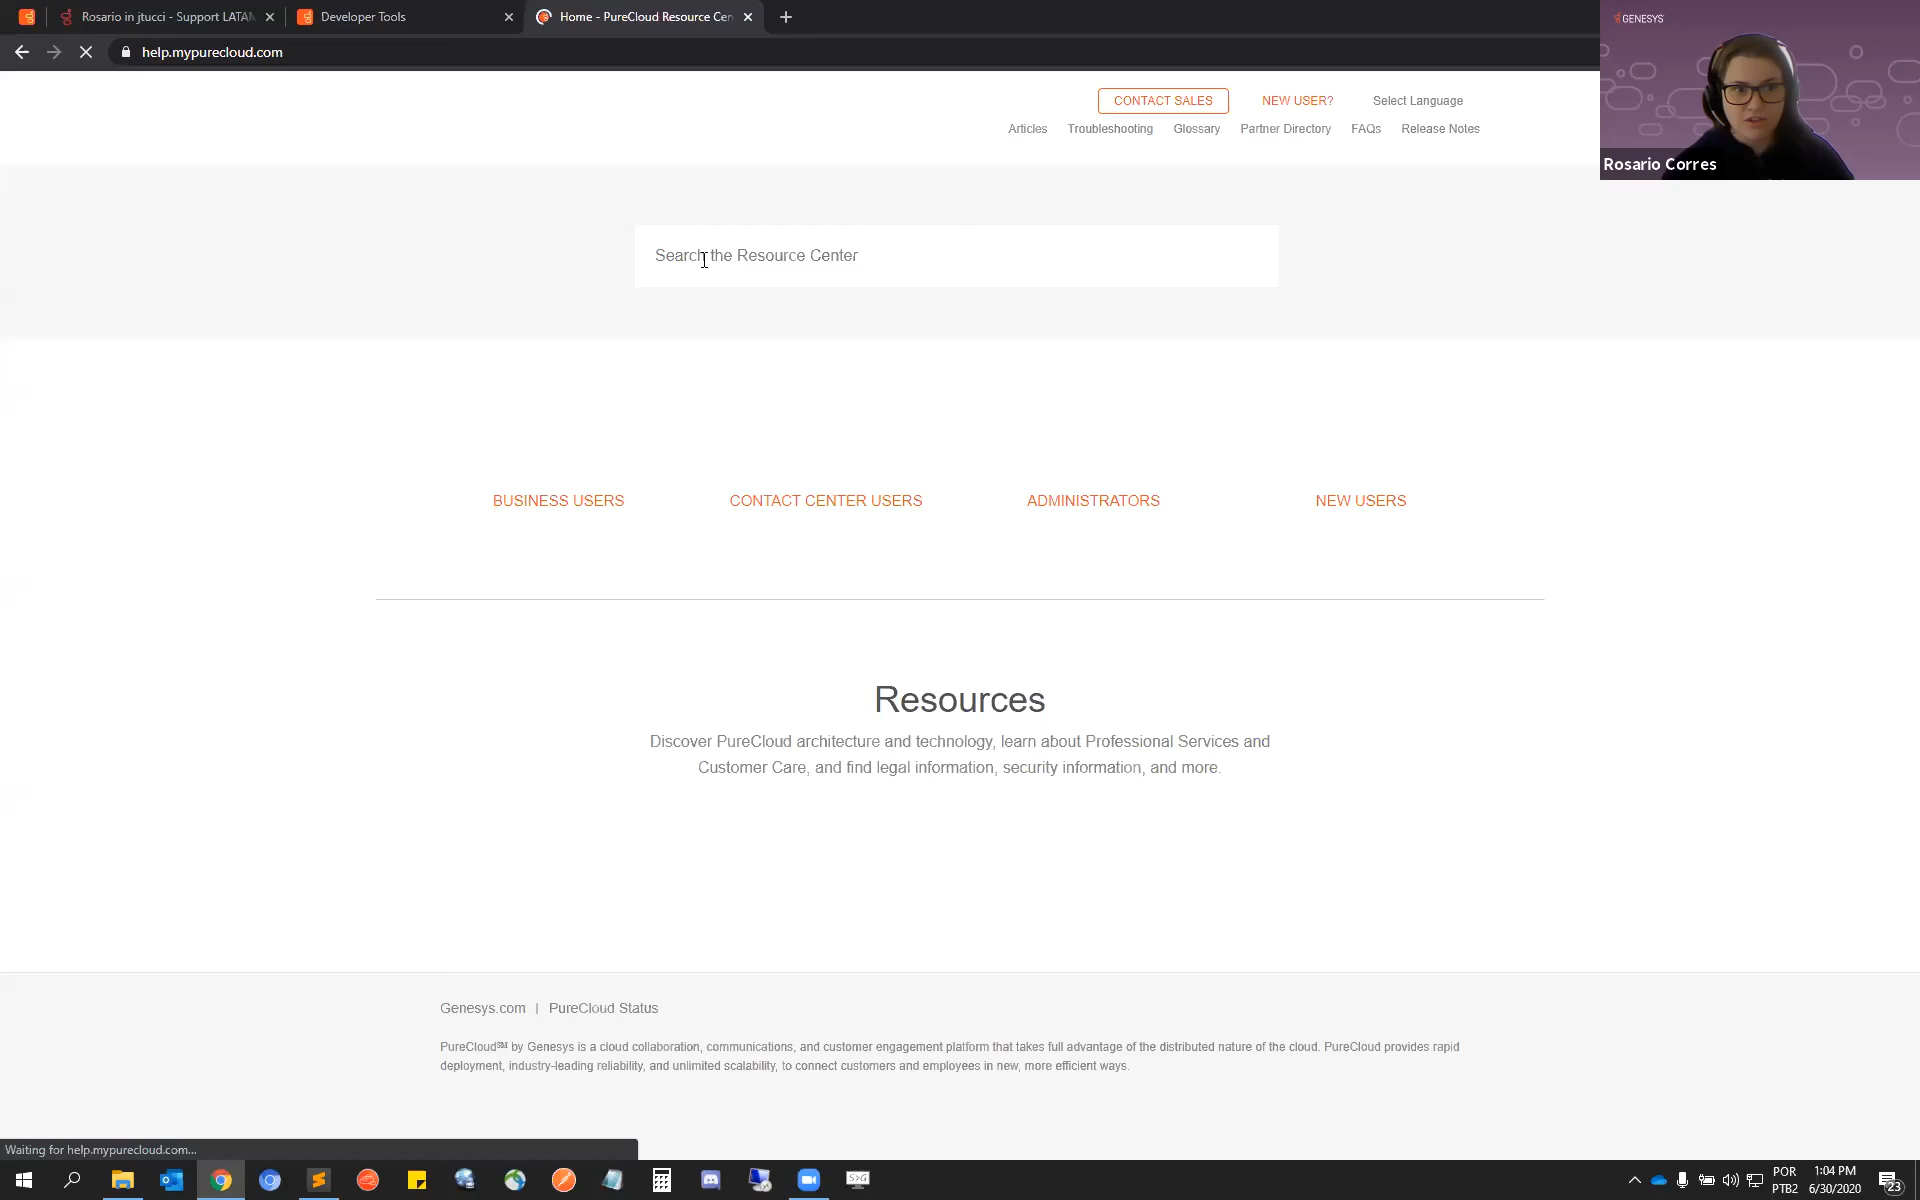 Rosario in jtucci - Support LATAM
Developer Tools
Home - PureCloud Resource Cen
help.mypurecloud.com
GENESYS
Rosario Corres
CONTACT SALES
NEW USER?
Select Language
Articles
Troubleshooting
Glossary
Partner Directory
FAQs
Release Notes
Search the Resource Center
BUSINESS USERS
CONTACT CENTER USERS
ADMINISTRATORS
NEW USERS
Resources
Discover PureCloud architecture and technology, learn about Professional Services and
Customer Care, and find legal information, security information, and more.
Genesys.com | PureCloud Status
PureCloud℠ by Genesys is a cloud collaboration, communications, and customer engagement platform that takes full advantage of the distributed nature of the cloud. PureCloud provides rapid
deployment, industry-leading reliability, and unlimited scalability, to connect customers and employees in new, more efficient ways.
Waiting for help.mypurecloud.com...
POR
PTB2
1:04 PM
6/30/2020
23